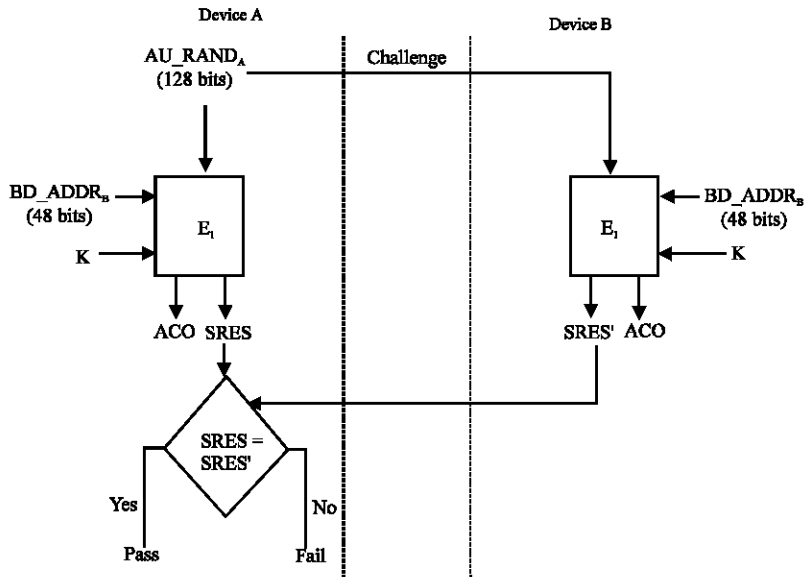 Device A
Device B
AU_RAND_A
(128 bits)
Challenge
BD_ADDR_B
(48 bits)
K
E_1
ACO
SRES
BD_ADDR_B
(48 bits)
K
E_1
SRES'
ACO
SRES =
SRES'
Yes
No
Pass
Fail